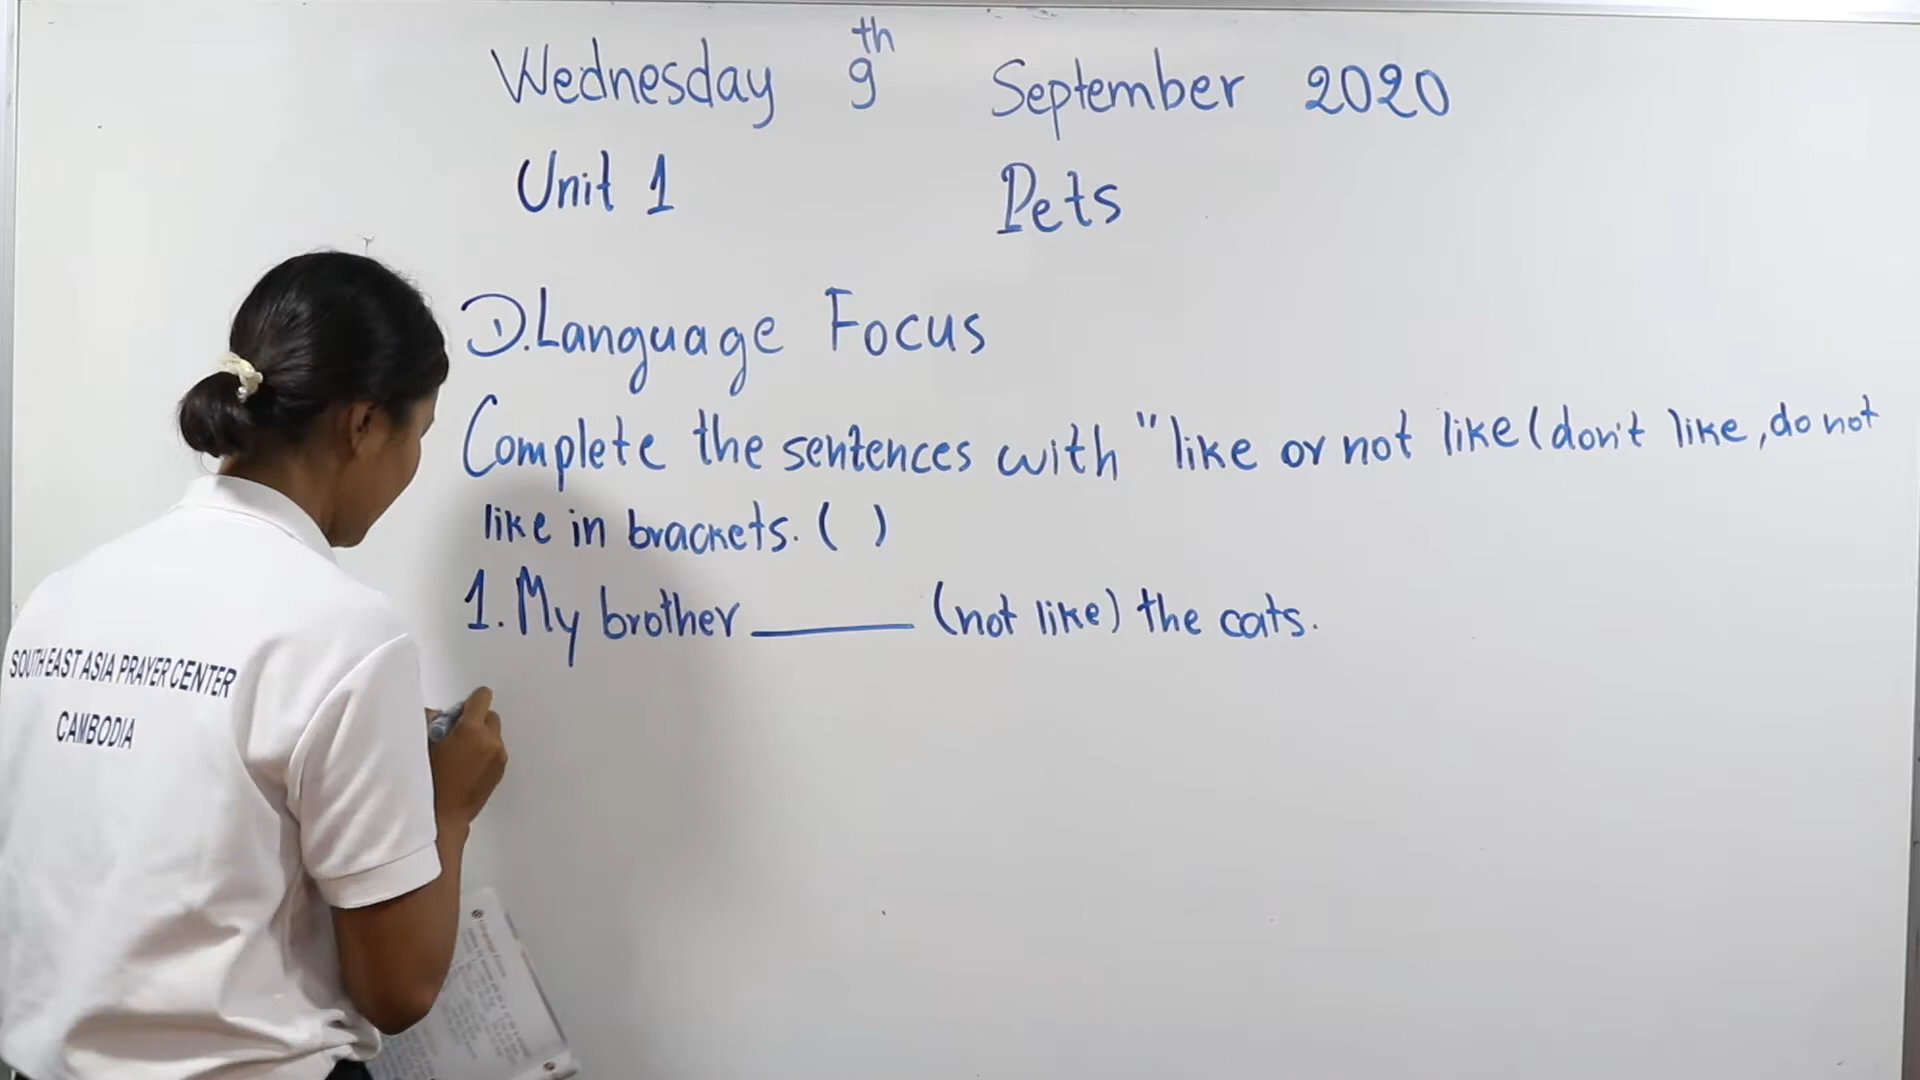 Wednesday 9th September 2020
Unit 1 Pets
D. Language Focus
Complete the sentences with "like or not like (don't like, do not
like in brackets. ( )
1. My brother ______ (not like) the cats.
SOUTH EAST ASIA PRAYER CENTER
CAMBODIA